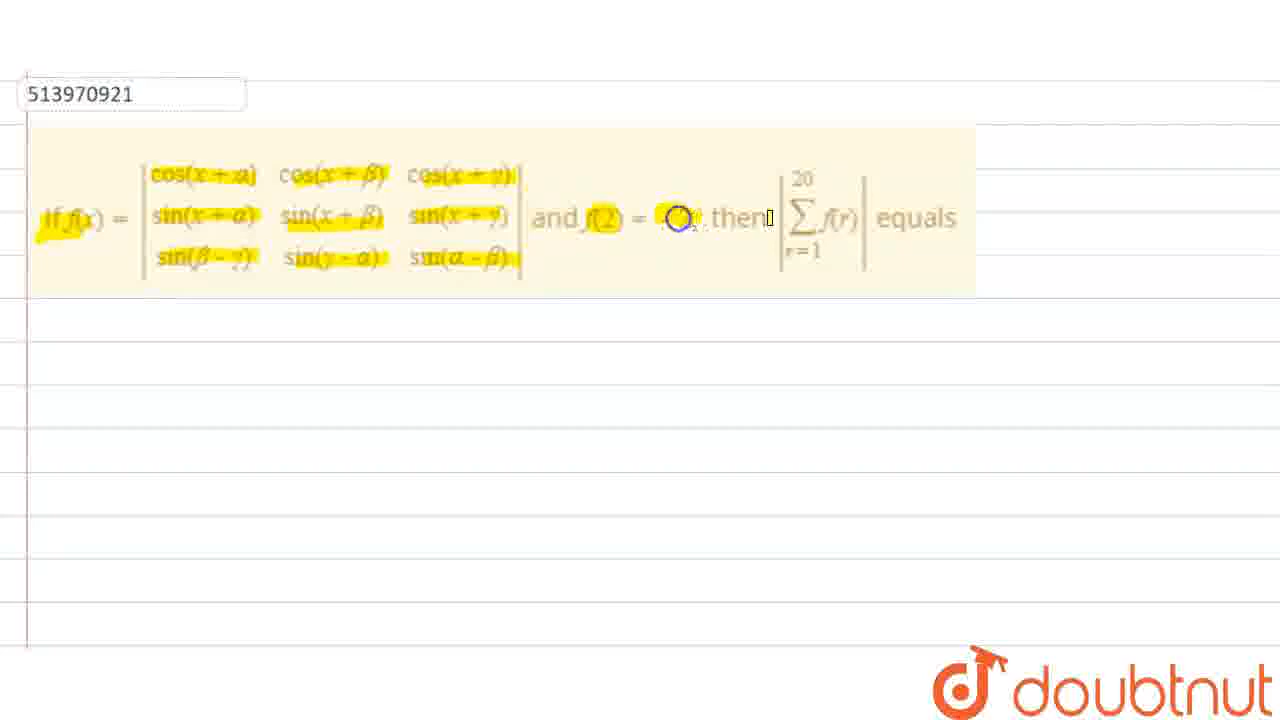 513970921
If f(x) = | cos(x + α) cos(x + β) cos(x + γ) |
| sin(x + α) sin(x + β) sin(x + γ) |
| sin(β - γ) sin(γ - α) sin(α - β) | and f(2) = , then | 20 ∑ r = 1 f(r) | equals
doubtnut